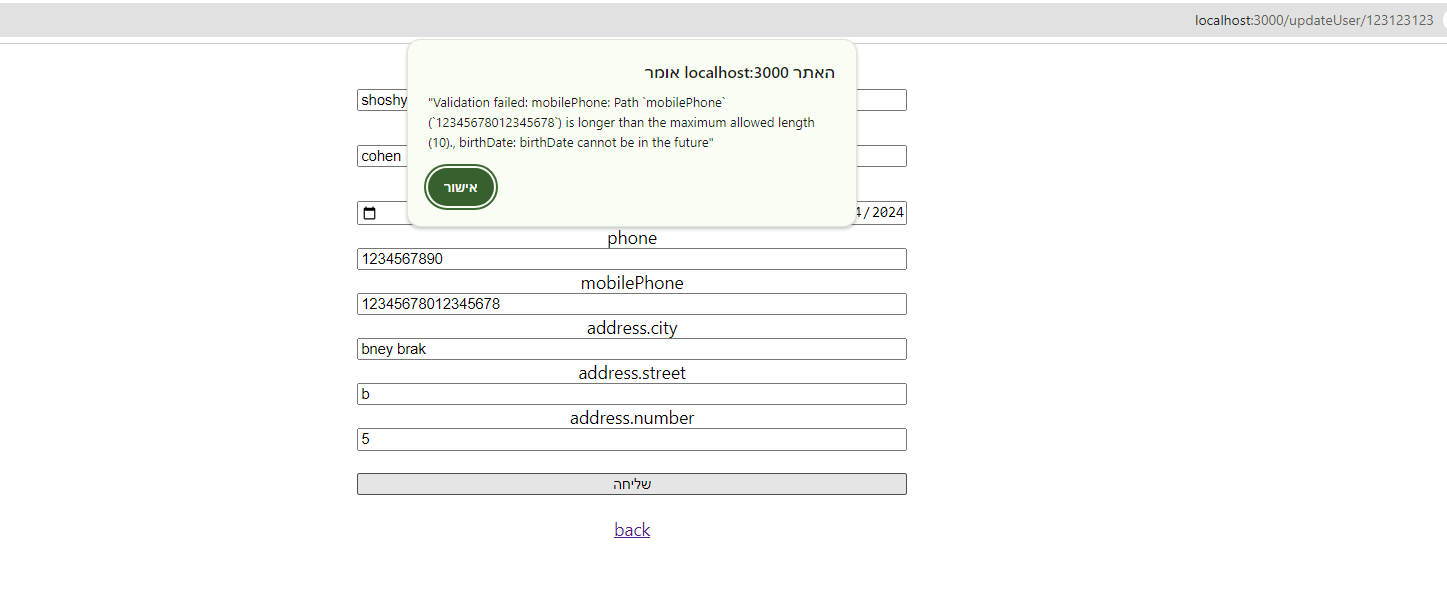 localhost:3000/updateUser/123123123
האתר localhost:3000 אומר
"Validation failed: mobilePhone: Path `mobilePhone`
(`12345678012345678`) is longer than the maximum allowed length
(10)., birthDate: birthDate cannot be in the future"
אישור
shoshy
cohen
4/2024
phone
1234567890
mobilePhone
12345678012345678
address.city
bney brak
address.street
b
address.number
5
שליחה
back